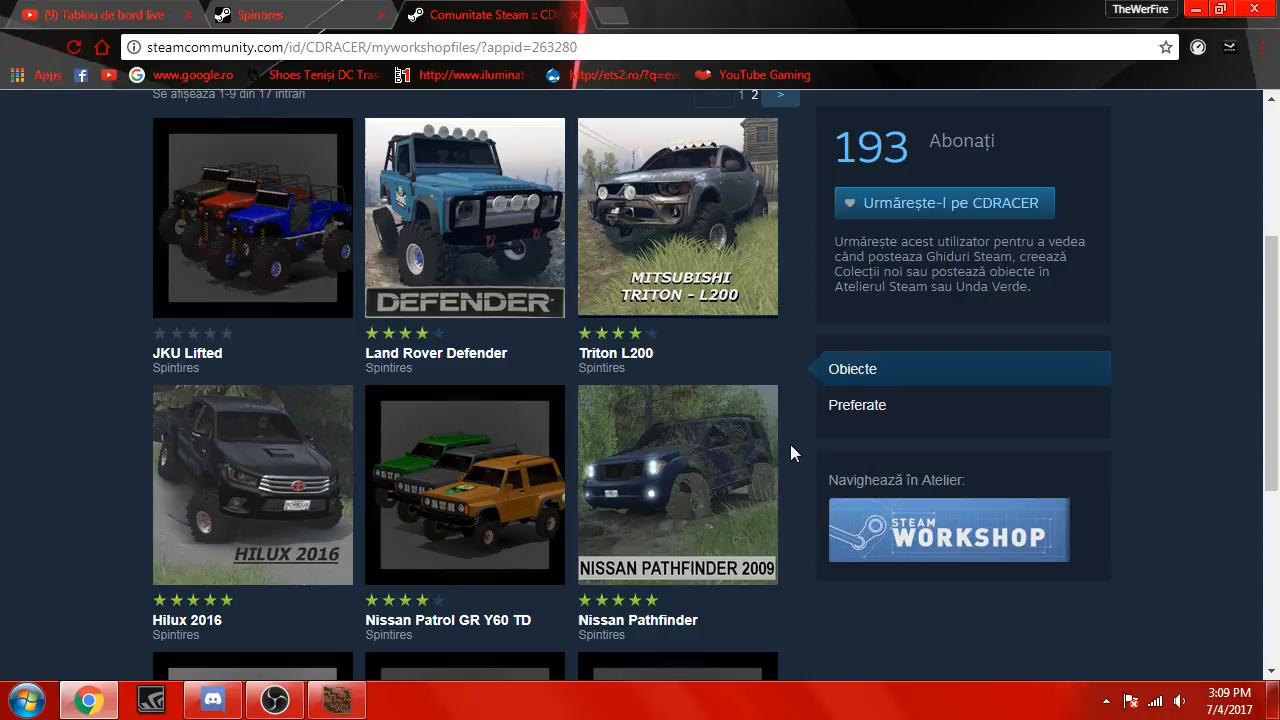 (9) Tablou de bord live -
Spintires
Comunitate Steam :: CD
TheWerFire
steamcommunity.com/id/CDRACER/myworkshopfiles/?appid=263280
Apps
www.google.ro
Shoes Teniși DC Tras
http://www.iluminat
http://ets2.ro/?q=ev
YouTube Gaming
Se afișează 1-9 din 17 intrări
1 2 >
DEFENDER
MITSUBISHI
TRITON - L200
JKU Lifted
Spintires
Land Rover Defender
Spintires
Triton L200
Spintires
HILUX 2016
NISSAN PATHFINDER 2009
Hilux 2016
Spintires
Nissan Patrol GR Y60 TD
Spintires
Nissan Pathfinder
Spintires
193 Abonați
Urmărește-l pe CDRACER
Urmărește acest utilizator pentru a vedea
când posteaza Ghiduri Steam, creează
Colecții noi sau postează obiecte în
Atelierul Steam sau Unda Verde.
Obiecte
Preferate
Navighează în Atelier:
STEAM
WORKSHOP
3:09 PM
7/4/2017